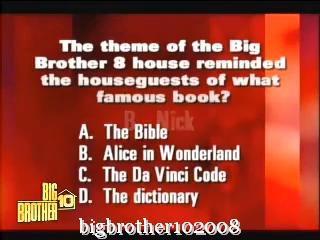 The theme of the Big
Brother 8 house reminded
the houseguests of what
famous book?
B. Nick
A. The Bible
B. Alice in Wonderland
C. The Da Vinci Code
D. The dictionary
BIG
BROTHER 10
bigbrother102008